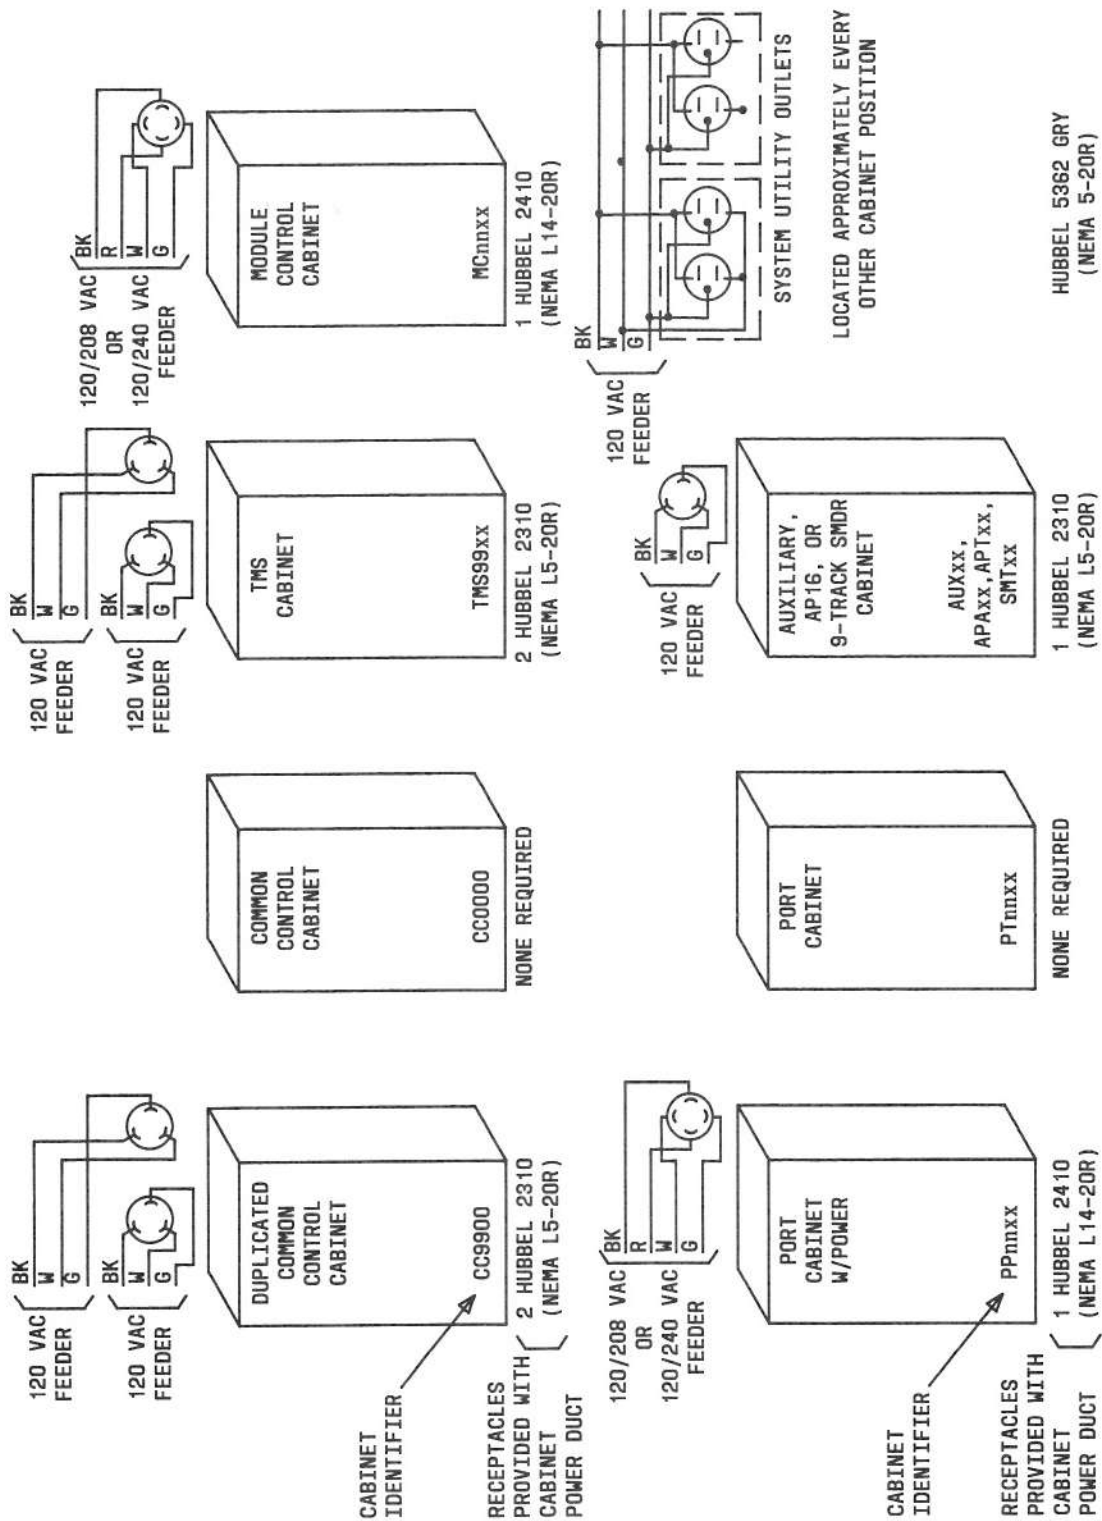 120 VAC
FEEDER
BK
W
G
120 VAC
FEEDER
BK
W
G
DUPLICATED
COMMON
CONTROL
CABINET
CC9900
2 HUBBEL 2310
(NEMA L5-20R)
CABINET
IDENTIFIER
RECEPTACLES
PROVIDED WITH
CABINET
POWER DUCT
COMMON
CONTROL
CABINET
CC0000
NONE REQUIRED
120 VAC
FEEDER
BK
W
G
120 VAC
FEEDER
BK
W
G
TMS
CABINET
TMS99xx
2 HUBBEL 2310
(NEMA L5-20R)
120/208 VAC
OR
120/240 VAC
FEEDER
BK
R
W
G
MODULE
CONTROL
CABINET
MCnnxx
1 HUBBEL 2410
(NEMA L14-20R)
120/208 VAC
OR
120/240 VAC
FEEDER
BK
R
W
G
PORT
CABINET
W/POWER
PPnnxx
1 HUBBEL 2410
(NEMA L14-20R)
CABINET
IDENTIFIER
RECEPTACLES
PROVIDED WITH
CABINET
POWER DUCT
PORT
CABINET
PTnnxx
NONE REQUIRED
120 VAC
FEEDER
BK
W
G
AUXILIARY,
AP16, OR
9-TRACK SMDR
CABINET
AUXxx,
APAxx,APTxx,
SMTxx
1 HUBBEL 2310
(NEMA L5-20R)
120 VAC
FEEDER
BK
W
G
SYSTEM UTILITY OUTLETS
LOCATED APPROXIMATELY EVERY
OTHER CABINET POSITION
HUBBEL 5362 GRY
(NEMA 5-20R)